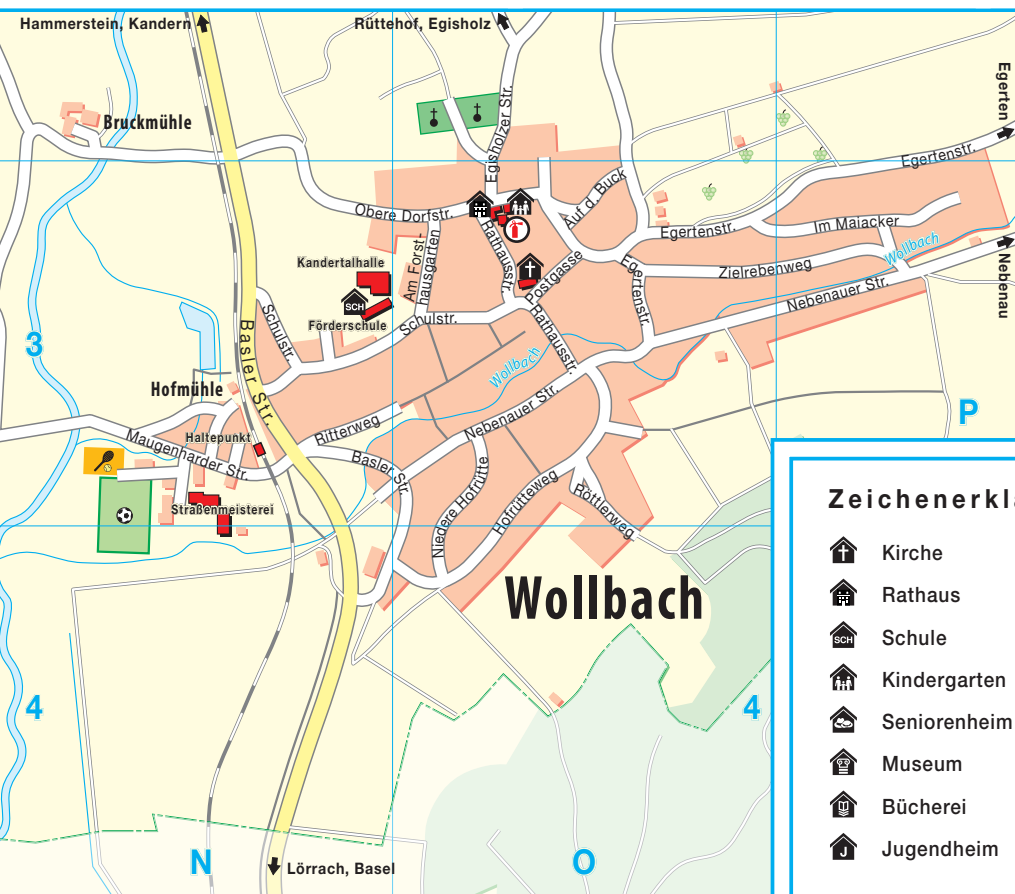 Hammerstein, Kandern
Rüttehof, Egisholz
Egerten
Bruckmühle
Egisholzer Str.
Egertenstr.
Auf d. Buck
Obere Dorfstr.
Im Maiacker
Egertenstr.
Wollbach
Am Forst-
hausgarten
Rathausstr.
Kandertalhalle
Postgasse
Egertenstr.
Zielrebenweg
Nebenau
SCH
Förderschule
Schulstr.
Schulstr.
Nebenauer Str.
Rathausstr.
3
Basler Str.
Wollbach
Hofmühle
Nebenauer Str.
P
Ritterweg
Haltepunkt
Maugenharder Str.
Basler Str.
Niedere Hofrütte
Hofrütteweg
Röttlerweg
Straßenmeisterei
Wollbach
4
4
N
O
Lörrach, Basel
Zeichenerkl
Kirche
Rathaus
SCH Schule
Kindergarten
Seniorenheim
Museum
Bücherei
J Jugendheim